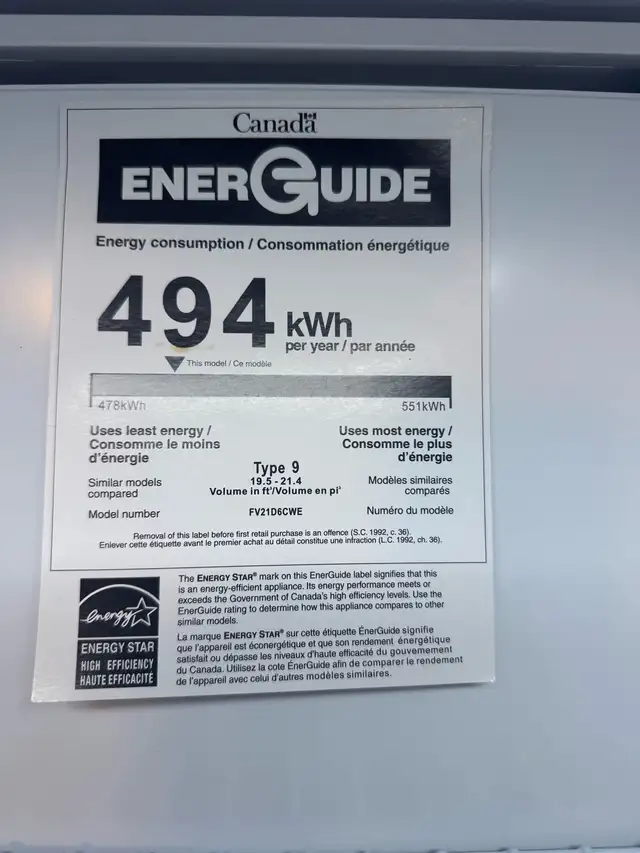 Canada
ENERGUIDE
Energy consumption / Consommation énergétique
494 kWh
per year / par année
This model / Ce modèle
478kWh 551kWh
Uses least energy /
Consomme le moins
d'énergie
Uses most energy /
Consomme le plus
d'énergie
Similar models
compared
Type 9
19.5 - 21.4
Volume in ft³/Volume en pi³
Modèles similaires
comparés
Model number FV21D6CWE Numéro du modèle
Removal of this label before first retail purchase is an offence (S.C. 1992, c. 36).
Enlever cette étiquette avant le premier achat au détail constitue une infraction (L.C. 1992, ch. 36).
energy
ENERGY STAR
HIGH EFFICIENCY
HAUTE EFFICACITÉ
The ENERGY STAR® mark on this EnerGuide label signifies that this
is an energy-efficient appliance. Its energy performance meets or
exceeds the Government of Canada's high efficiency levels. Use the
EnerGuide rating to determine how this appliance compares to other
similar models.
La marque ENERGY STAR® sur cette étiquette ÉnerGuide signifie
que l'appareil est éconergétique et que son rendement énergétique
satisfait ou dépasse les niveaux d'haute efficacité du gouvernement
du Canada. Utilisez la cote ÉnerGuide afin de comparer le rendement
de l'appareil avec celui d'autres modèles similaires.